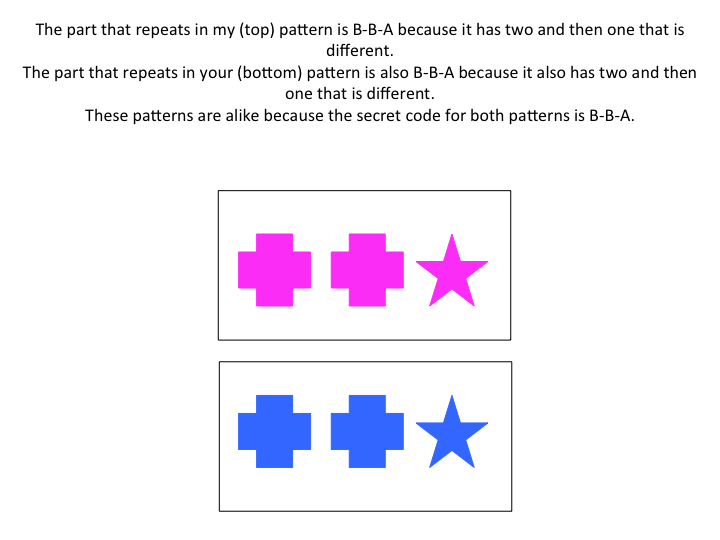 The part that repeats in my (top) pattern is B-B-A because it has two and then one that is
different.
The part that repeats in your (bottom) pattern is also B-B-A because it also has two and then
one that is different.
These patterns are alike because the secret code for both patterns is B-B-A.